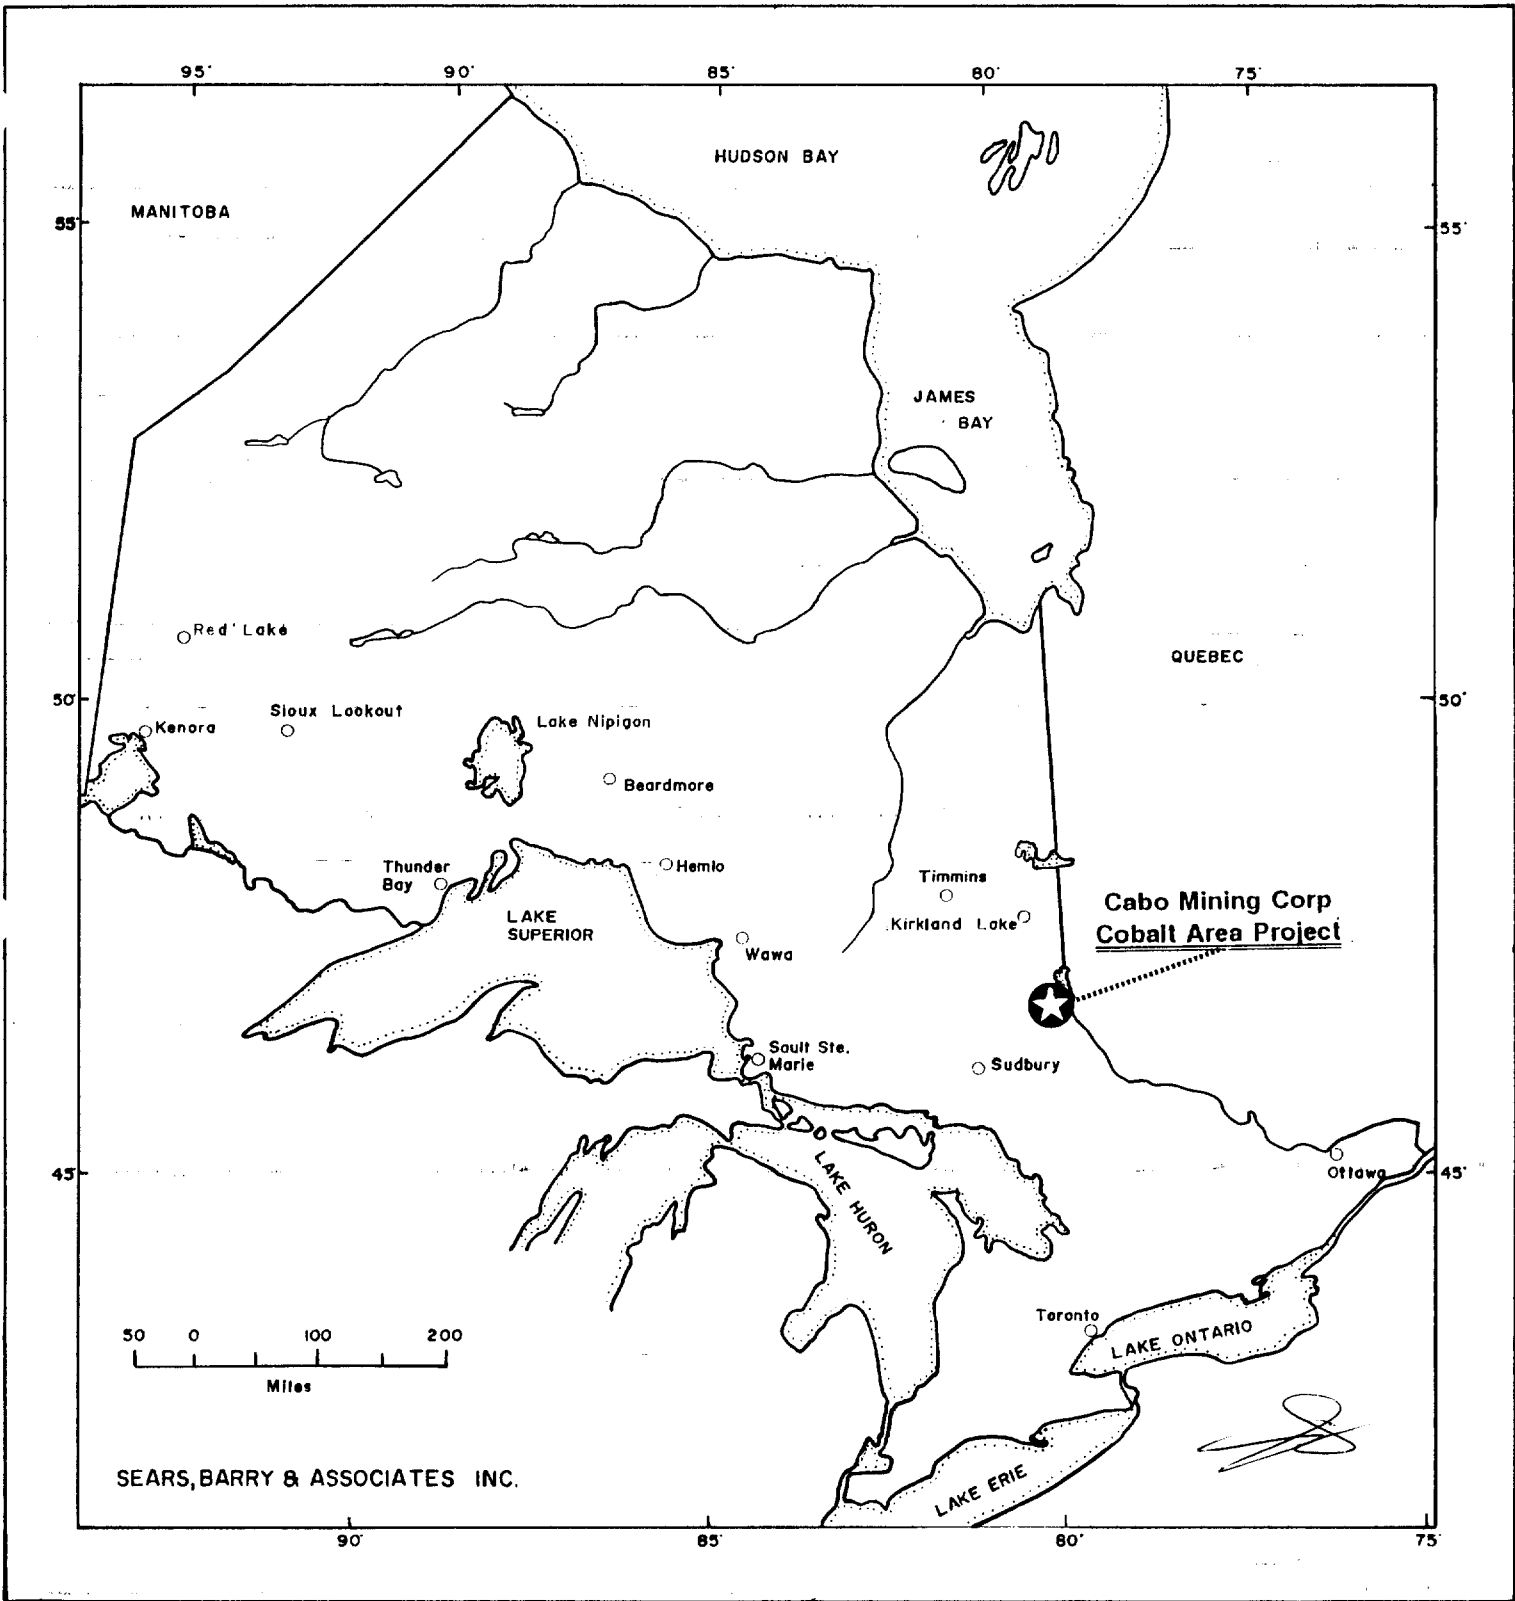 95° 90° 85° 80° 75°
HUDSON BAY
MANITOBA
55° 55°
JAMES
BAY
Red Lake
QUEBEC
50° 50°
Sioux Lookout
Kenora
Lake Nipigon
Beardmore
Thunder
Bay
Hemlo
Timmins
Kirkland Lake
Cabo Mining Corp
Cobalt Area Project
LAKE
SUPERIOR
Wawa
Sault Ste.
Marie
Sudbury
45° 45°
Ottawa
LAKE HURON
Toronto
LAKE ONTARIO
50 0 100 200
Miles
LAKE ERIE
SEARS, BARRY & ASSOCIATES INC.
90° 85° 80° 75°